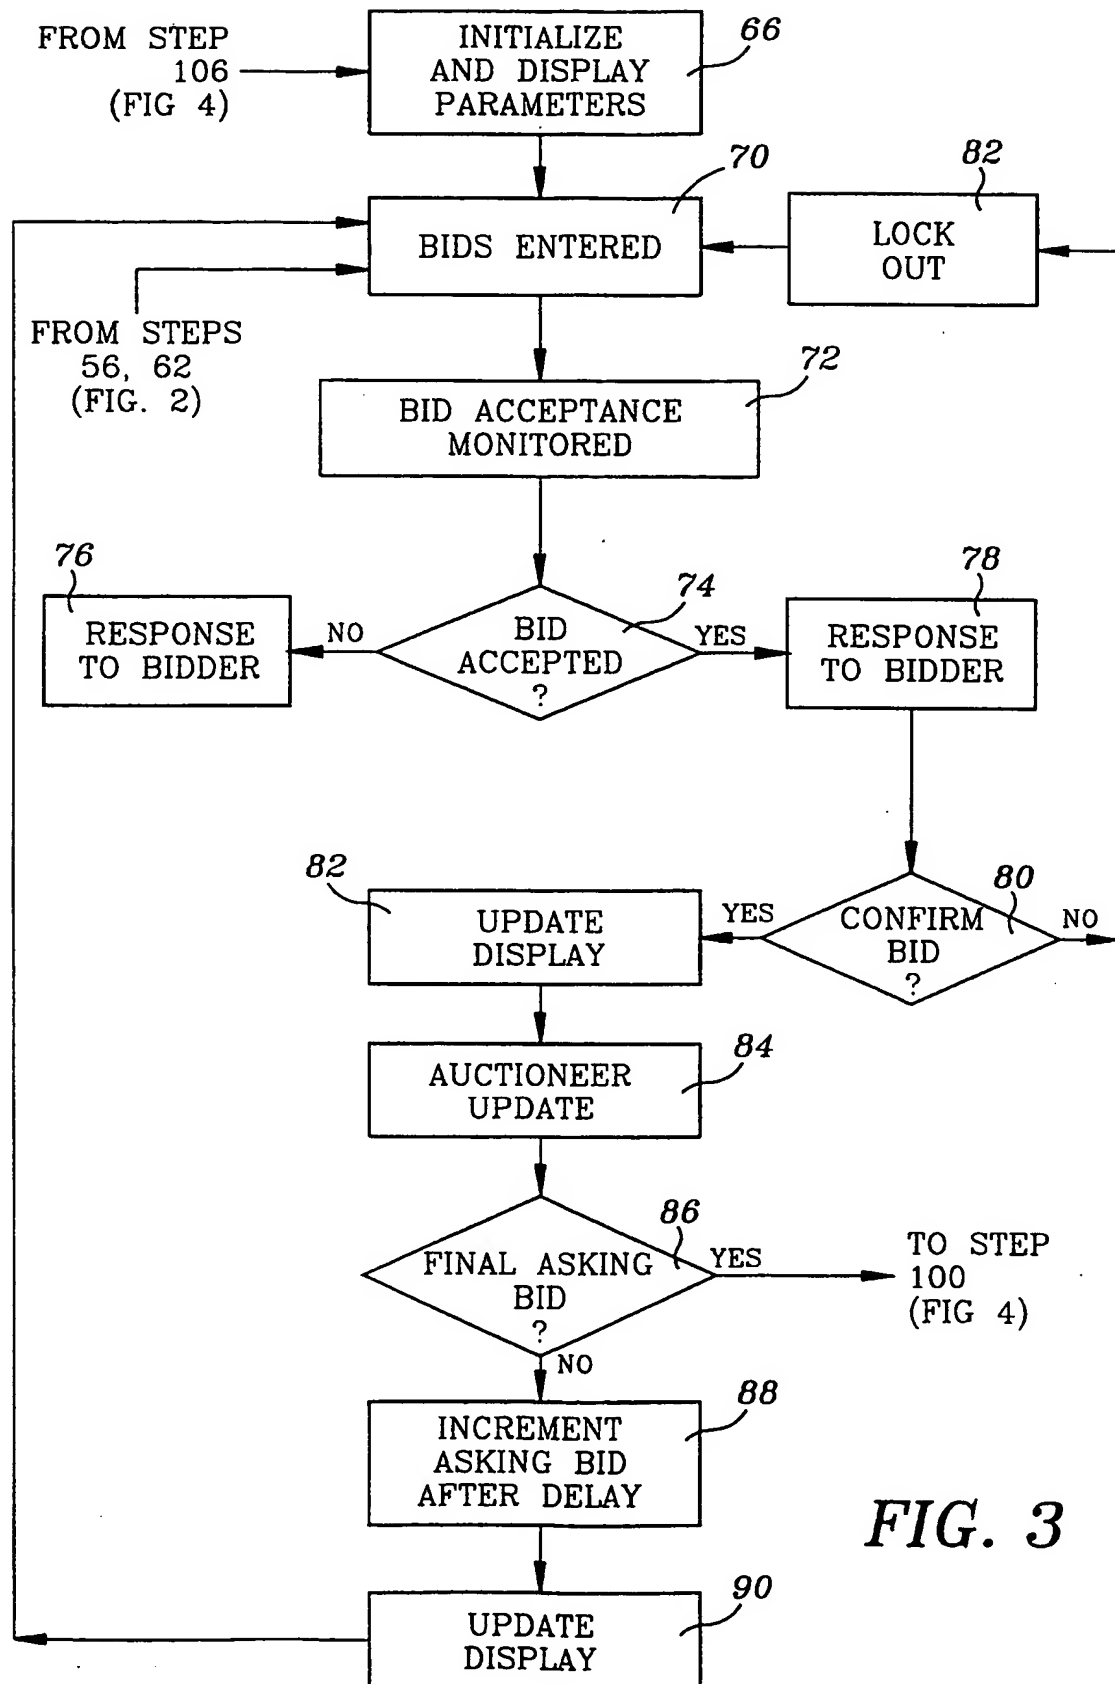 FROM STEP
106
(FIG 4)
INITIALIZE
AND DISPLAY
PARAMETERS
66
70
BIDS ENTERED
82
LOCK
OUT
FROM STEPS
56, 62
(FIG. 2)
72
BID ACCEPTANCE
MONITORED
76
RESPONSE
TO BIDDER
NO
74
BID
ACCEPTED
?
YES
78
RESPONSE
TO BIDDER
80
CONFIRM
BID
?
NO
YES
82
UPDATE
DISPLAY
84
AUCTIONEER
UPDATE
86
FINAL ASKING
BID
?
YES
TO STEP
100
(FIG 4)
NO
88
INCREMENT
ASKING BID
AFTER DELAY
90
UPDATE
DISPLAY
FIG. 3